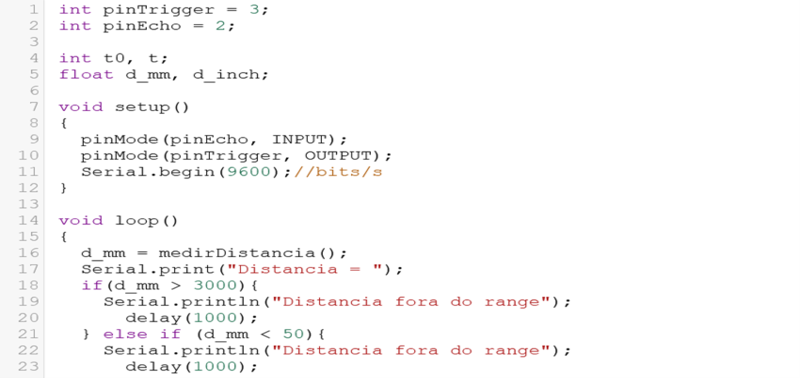 1 int pinTrigger = 3;
2 int pinEcho = 2;
3
4 int t0, t;
5 float d_mm, d_inch;
6
7 void setup()
8 {
9   pinMode(pinEcho, INPUT);
10   pinMode(pinTrigger, OUTPUT);
11   Serial.begin(9600);//bits/s
12 }
13
14 void loop()
15 {
16   d_mm = medirDistancia();
17   Serial.print("Distancia = ");
18   if(d_mm > 3000){
19     Serial.println("Distancia fora do range");
20       delay(1000);
21   } else if (d_mm < 50){
22     Serial.println("Distancia fora do range");
23       delay(1000);